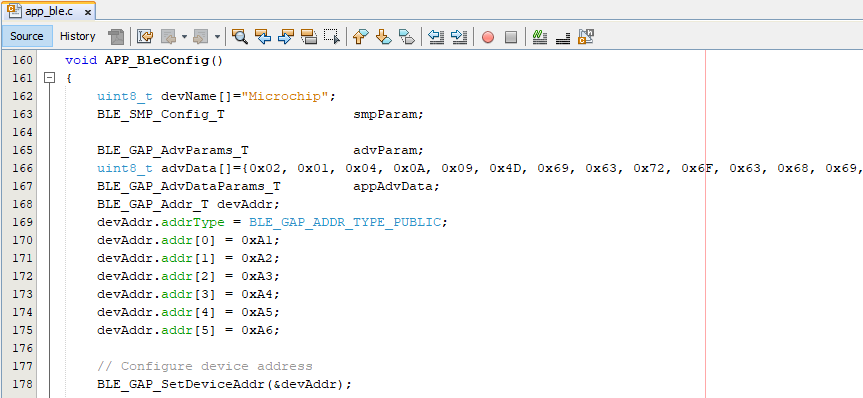 app_ble.c x
Source History
160 void APP_BleConfig()
161 {
162 uint8_t devName[]="Microchip";
163 BLE_SMP_Config_T smpParam;
164
165 BLE_GAP_AdvParams_T advParam;
166 uint8_t advData[]={0x02, 0x01, 0x04, 0x0A, 0x09, 0x4D, 0x69, 0x63, 0x72, 0x6F, 0x63, 0x68, 0x69,
167 BLE_GAP_AdvDataParams_T appAdvData;
168 BLE_GAP_Addr_T devAddr;
169 devAddr.addrType = BLE_GAP_ADDR_TYPE_PUBLIC;
170 devAddr.addr[0] = 0xA1;
171 devAddr.addr[1] = 0xA2;
172 devAddr.addr[2] = 0xA3;
173 devAddr.addr[3] = 0xA4;
174 devAddr.addr[4] = 0xA5;
175 devAddr.addr[5] = 0xA6;
176
177 // Configure device address
178 BLE_GAP_SetDeviceAddr(&devAddr);